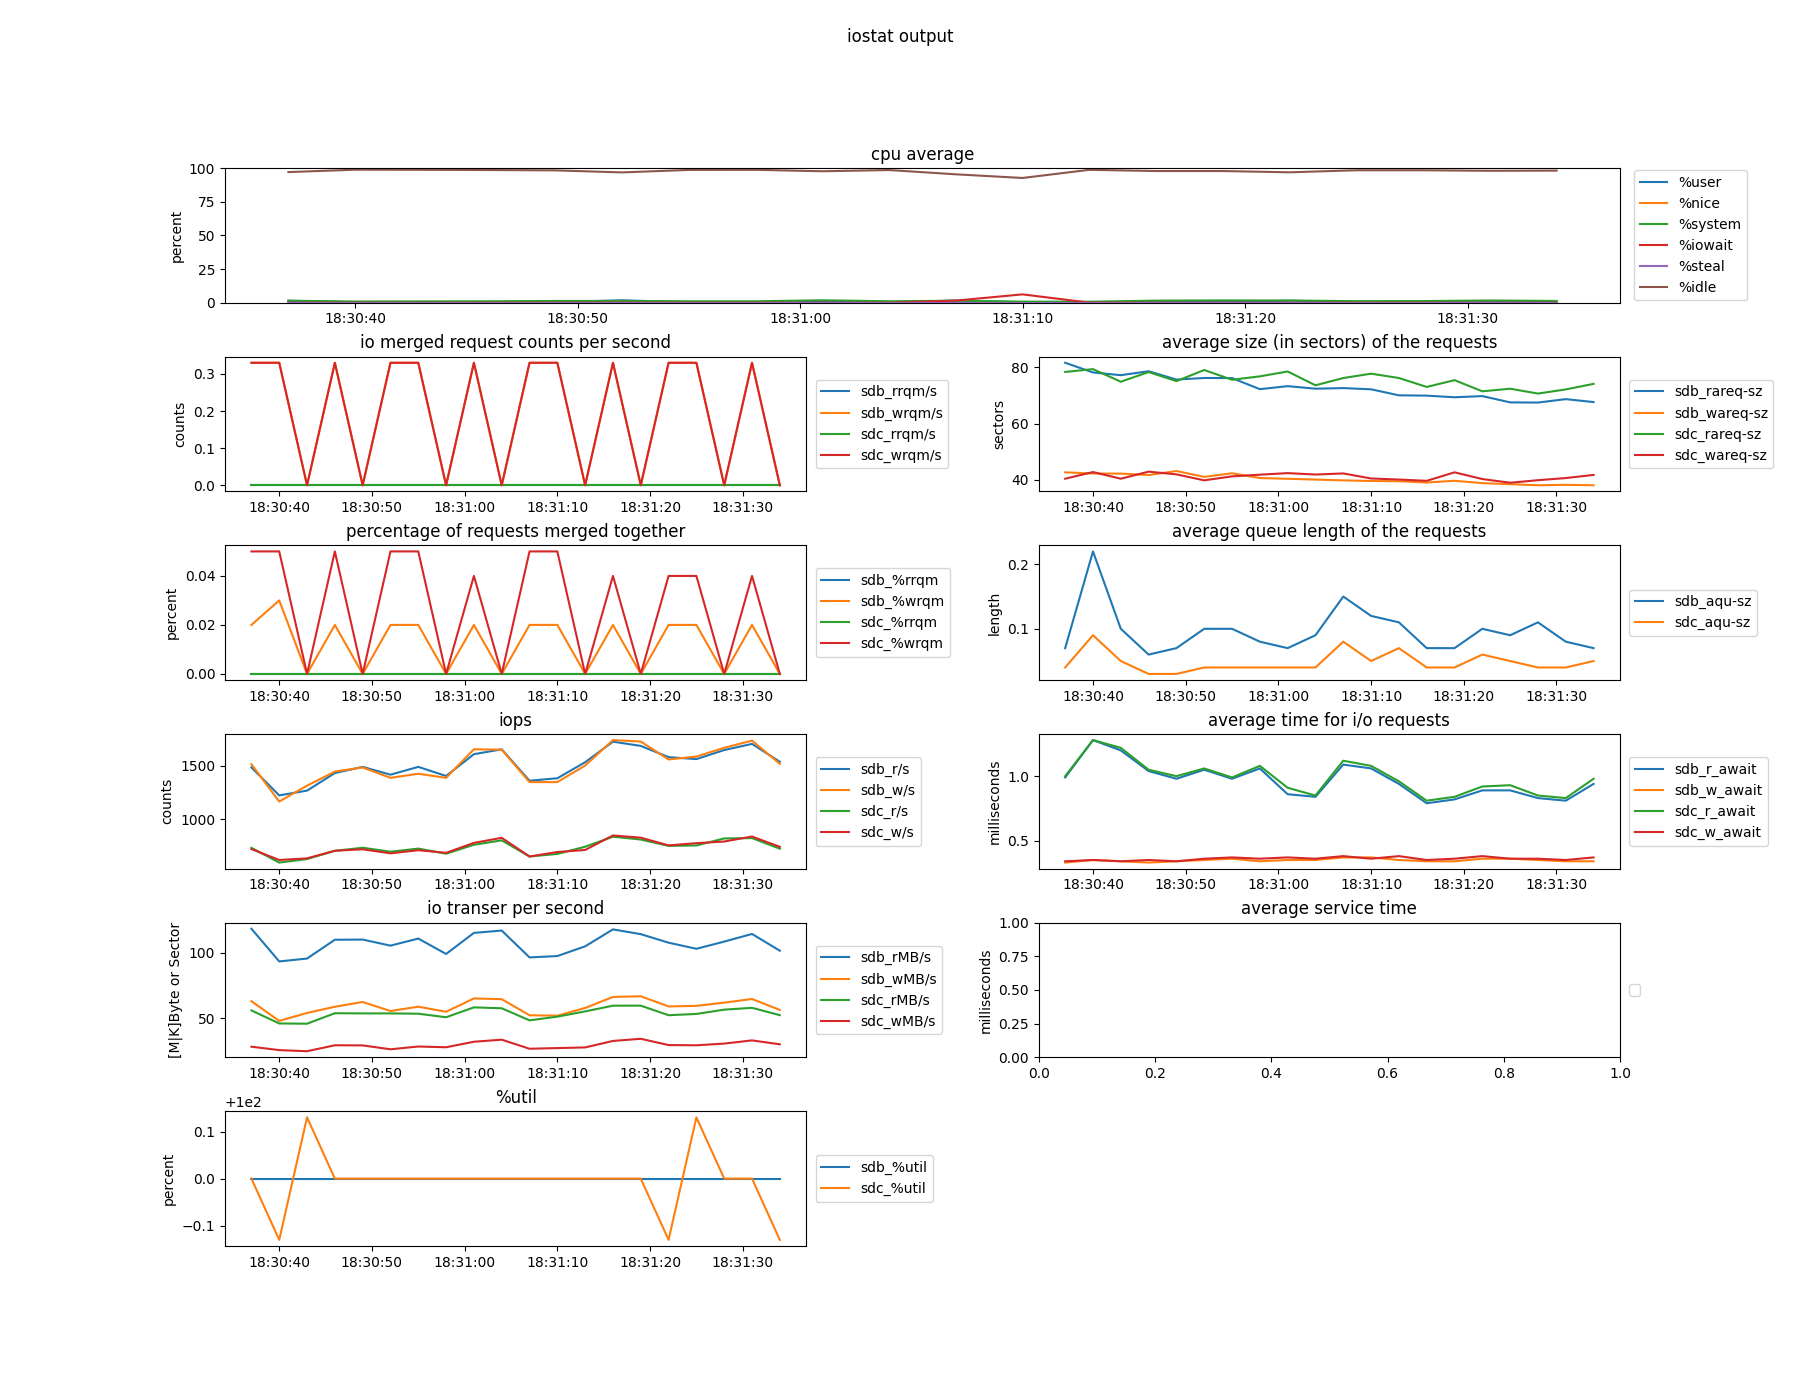 iostat output
cpu average
percent
100
75
50
25
0
18:30:40 18:30:50 18:31:00 18:31:10 18:31:20 18:31:30
%user
%nice
%system
%iowait
%steal
%idle
io merged request counts per second
counts
0.3
0.2
0.1
0.0
18:30:40 18:30:50 18:31:00 18:31:10 18:31:20 18:31:30
sdb_rrqm/s
sdb_wrqm/s
sdc_rrqm/s
sdc_wrqm/s
average size (in sectors) of the requests
sectors
80
60
40
18:30:40 18:30:50 18:31:00 18:31:10 18:31:20 18:31:30
sdb_rareq-sz
sdb_wareq-sz
sdc_rareq-sz
sdc_wareq-sz
percentage of requests merged together
percent
0.04
0.02
0.00
18:30:40 18:30:50 18:31:00 18:31:10 18:31:20 18:31:30
sdb_%rrqm
sdb_%wrqm
sdc_%rrqm
sdc_%wrqm
average queue length of the requests
length
0.2
0.1
18:30:40 18:30:50 18:31:00 18:31:10 18:31:20 18:31:30
sdb_aqu-sz
sdc_aqu-sz
iops
counts
1500
1000
18:30:40 18:30:50 18:31:00 18:31:10 18:31:20 18:31:30
sdb_r/s
sdb_w/s
sdc_r/s
sdc_w/s
average time for i/o requests
milliseconds
1.0
0.5
18:30:40 18:30:50 18:31:00 18:31:10 18:31:20 18:31:30
sdb_r_await
sdb_w_await
sdc_r_await
sdc_w_await
io transer per second
[M|K]Byte or Sector
100
50
18:30:40 18:30:50 18:31:00 18:31:10 18:31:20 18:31:30
sdb_rMB/s
sdb_wMB/s
sdc_rMB/s
sdc_wMB/s
average service time
milliseconds
1.00
0.75
0.50
0.25
0.00
0.0 0.2 0.4 0.6 0.8 1.0
%util
+1e2
percent
0.1
0.0
−0.1
18:30:40 18:30:50 18:31:00 18:31:10 18:31:20 18:31:30
sdb_%util
sdc_%util